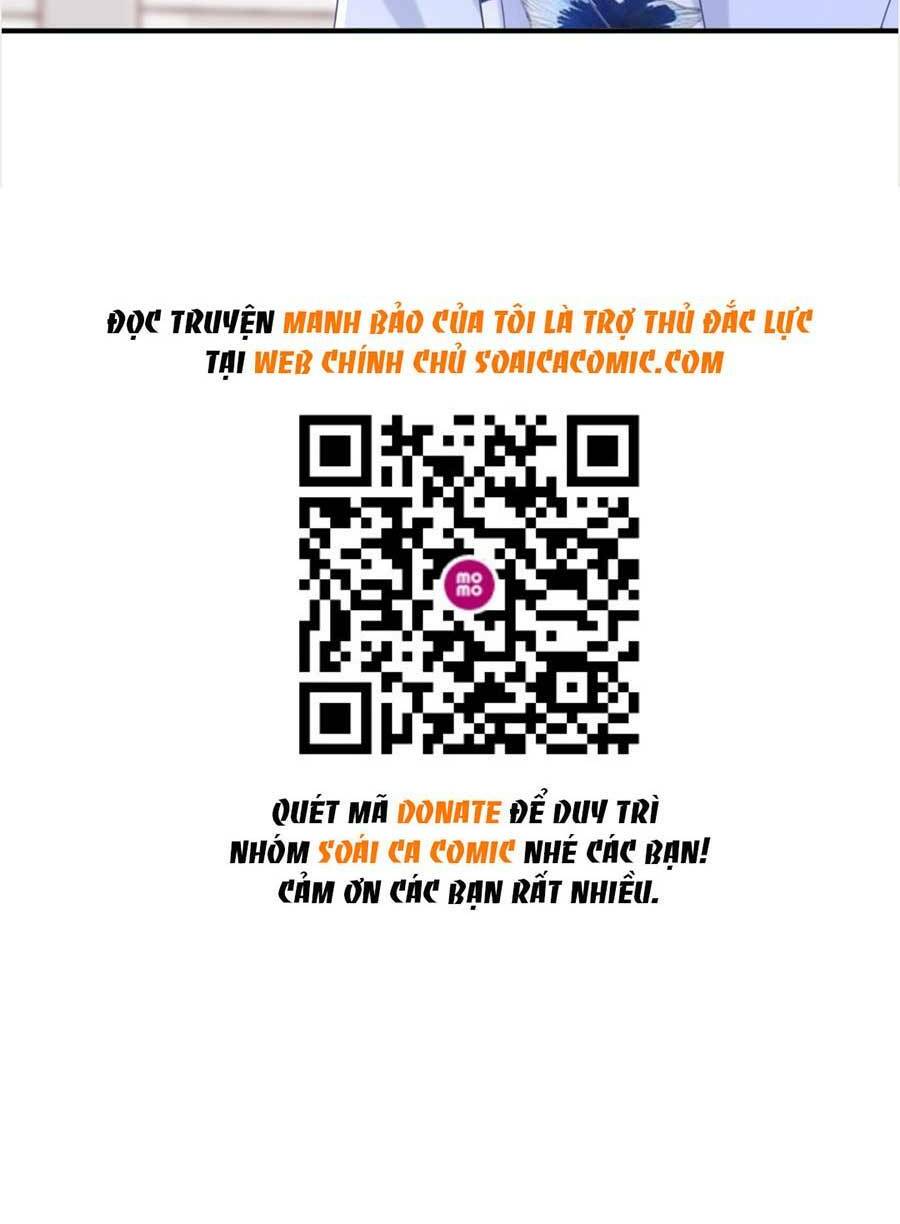 ĐỌC TRUYỆN MANH BẢO CỦA TÔI LÀ TRỢ THỦ ĐẮC LỰC
TẠI WEB CHÍNH CHỦ SOAICACOMIC.COM
mo
mo
QUÉT MÃ DONATE ĐỂ DUY TRÌ
NHÓM SOÁI CA COMIC NHÉ CÁC BẠN!
CẢM ƠN CÁC BẠN RẤT NHIỀU.